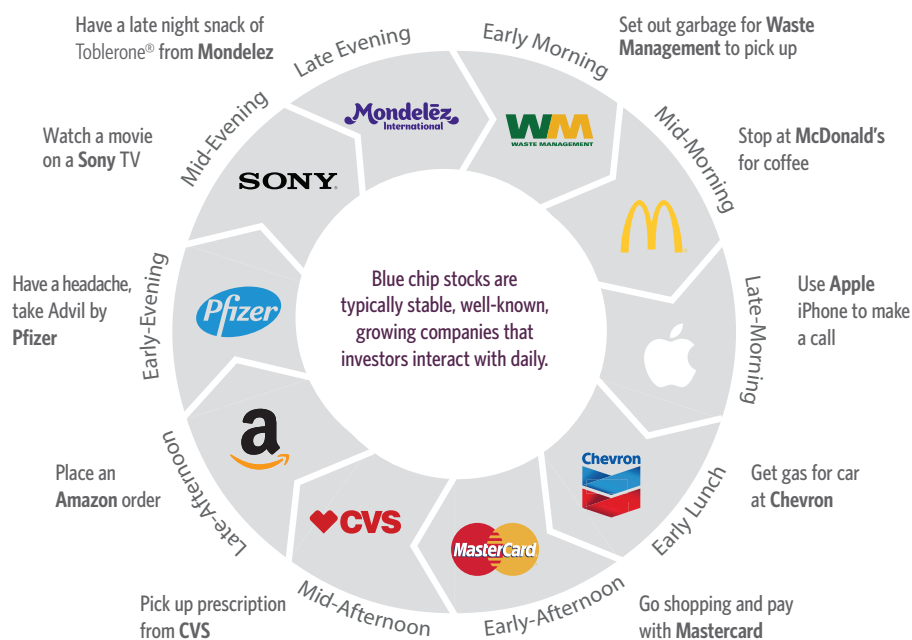 Have a late night snack of
Toblerone® from Mondelez
Late Evening
Early Morning
Set out garbage for Waste
Management to pick up
Mondelēz
International
WM
WASTE MANAGEMENT
Mid-Evening
Mid-Morning
Watch a movie
on a Sony TV
SONY
Stop at McDonald's
for coffee
Have a headache,
take Advil by
Pfizer
Early-Evening
Pfizer
Blue chip stocks are
typically stable, well-known,
growing companies that
investors interact with daily.
Late-Morning
Use Apple
iPhone to make
a call
Place an
Amazon order
Late-Afternoon
a
Chevron
Early Lunch
Get gas for car
at Chevron
CVS
MasterCard
Pick up prescription
from CVS
Mid-Afternoon
Early-Afternoon
Go shopping and pay
with Mastercard